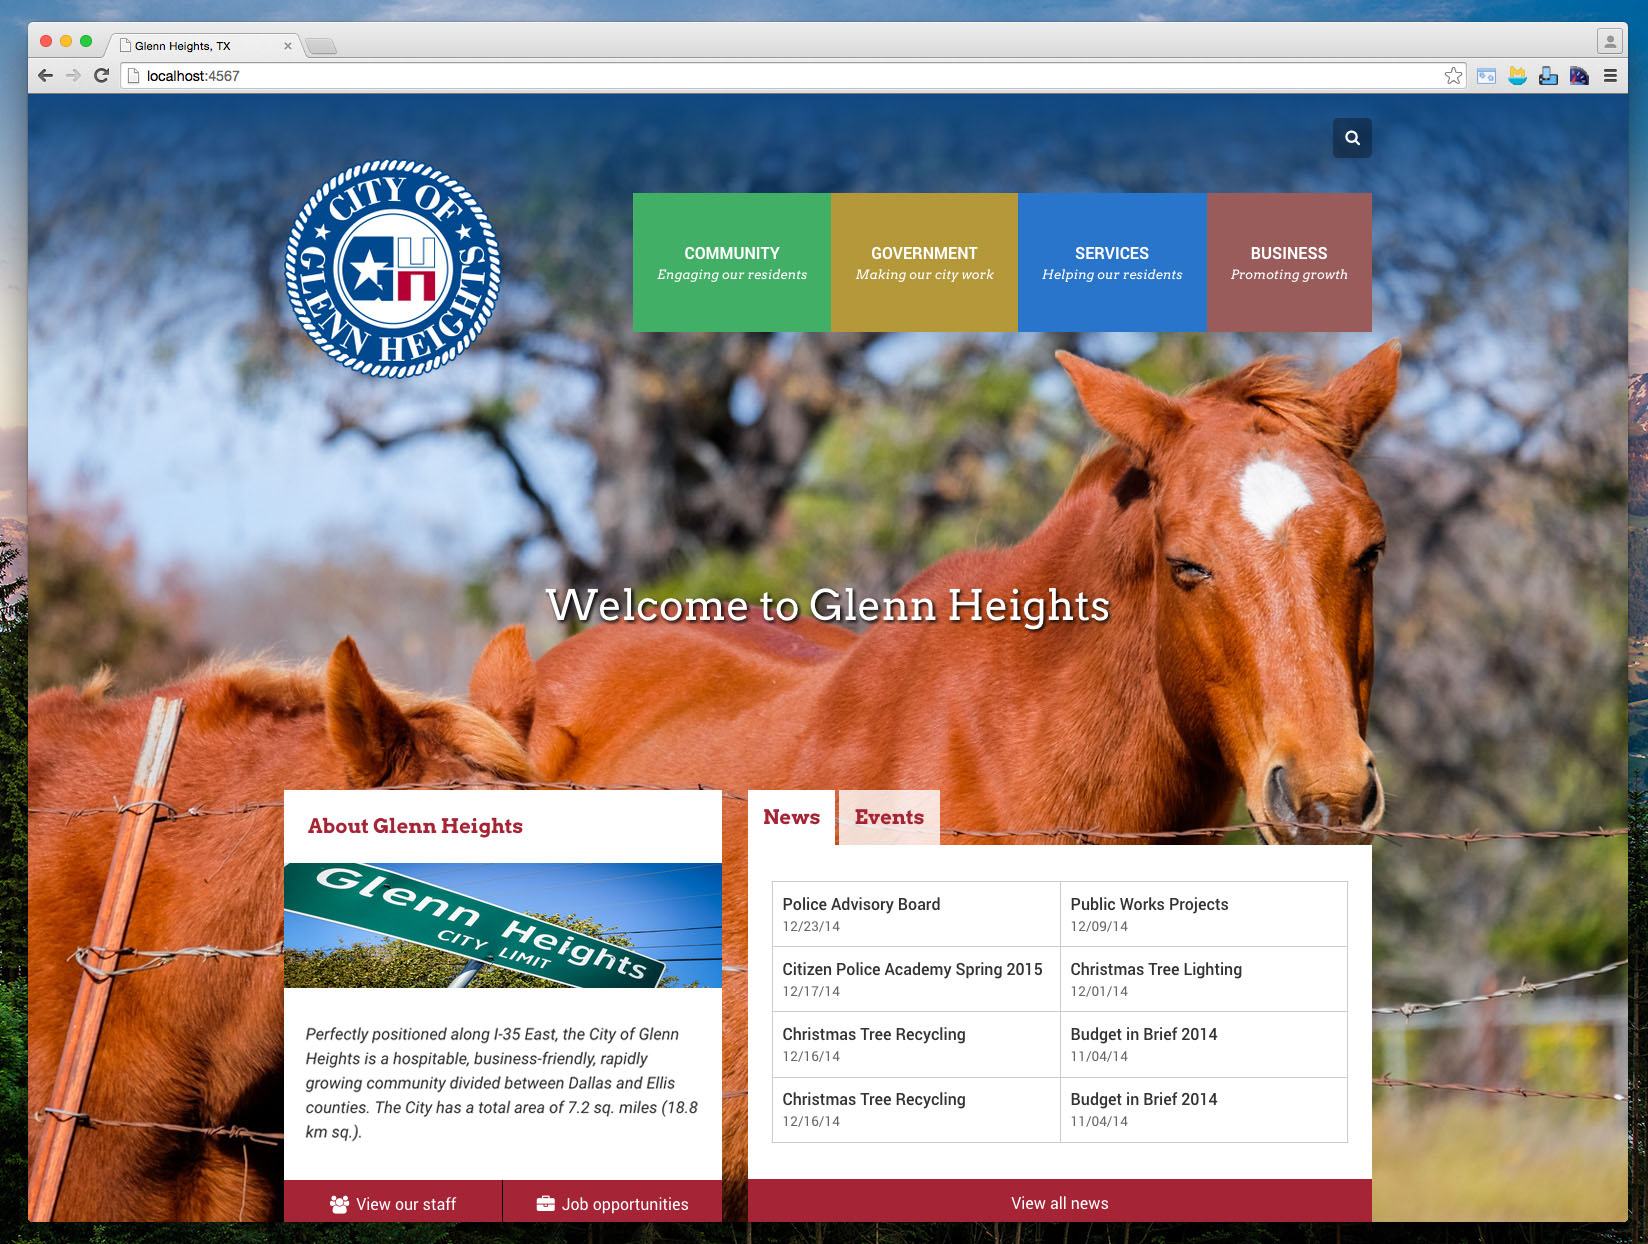 Glenn Heights, TX
localhost:4567
CITY OF
GLENN HEIGHTS
COMMUNITY
Engaging our residents
GOVERNMENT
Making our city work
SERVICES
Helping our residents
BUSINESS
Promoting growth
Welcome to Glenn Heights
About Glenn Heights
Glenn Heights
CITY LIMIT
Perfectly positioned along I-35 East, the City of Glenn
Heights is a hospitable, business-friendly, rapidly
growing community divided between Dallas and Ellis
counties. The City has a total area of 7.2 sq. miles (18.8
km sq.).
View our staff
Job opportunities
News
Events
Police Advisory Board
12/23/14
Public Works Projects
12/09/14
Citizen Police Academy Spring 2015
12/17/14
Christmas Tree Lighting
12/01/14
Christmas Tree Recycling
12/16/14
Budget in Brief 2014
11/04/14
Christmas Tree Recycling
12/16/14
Budget in Brief 2014
11/04/14
View all news